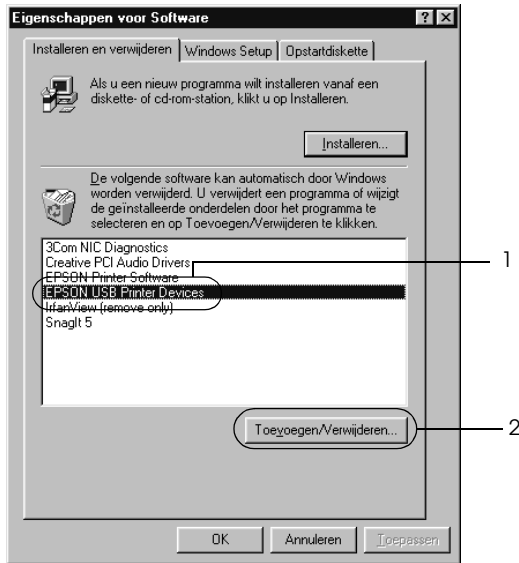 Eigenschappen voor Software
Installeren en verwijderen Windows Setup Opstartdiskette
Als u een nieuw programma wilt installeren vanaf een
diskette- of cd-rom-station, klikt u op Installeren.
Installeren...
De volgende software kan automatisch door Windows
worden verwijderd. U verwijdert een programma of wijzigt
de geïnstalleerde onderdelen door het programma te
selecteren en op Toevoegen/Verwijderen te klikken.
3Com NIC Diagnostics
Creative PCI Audio Drivers
EPSON Printer Software
EPSON USB Printer Devices
IrfanView (remove only)
SnagIt 5
1
Toevoegen/Verwijderen...
2
OK Annuleren Toepassen